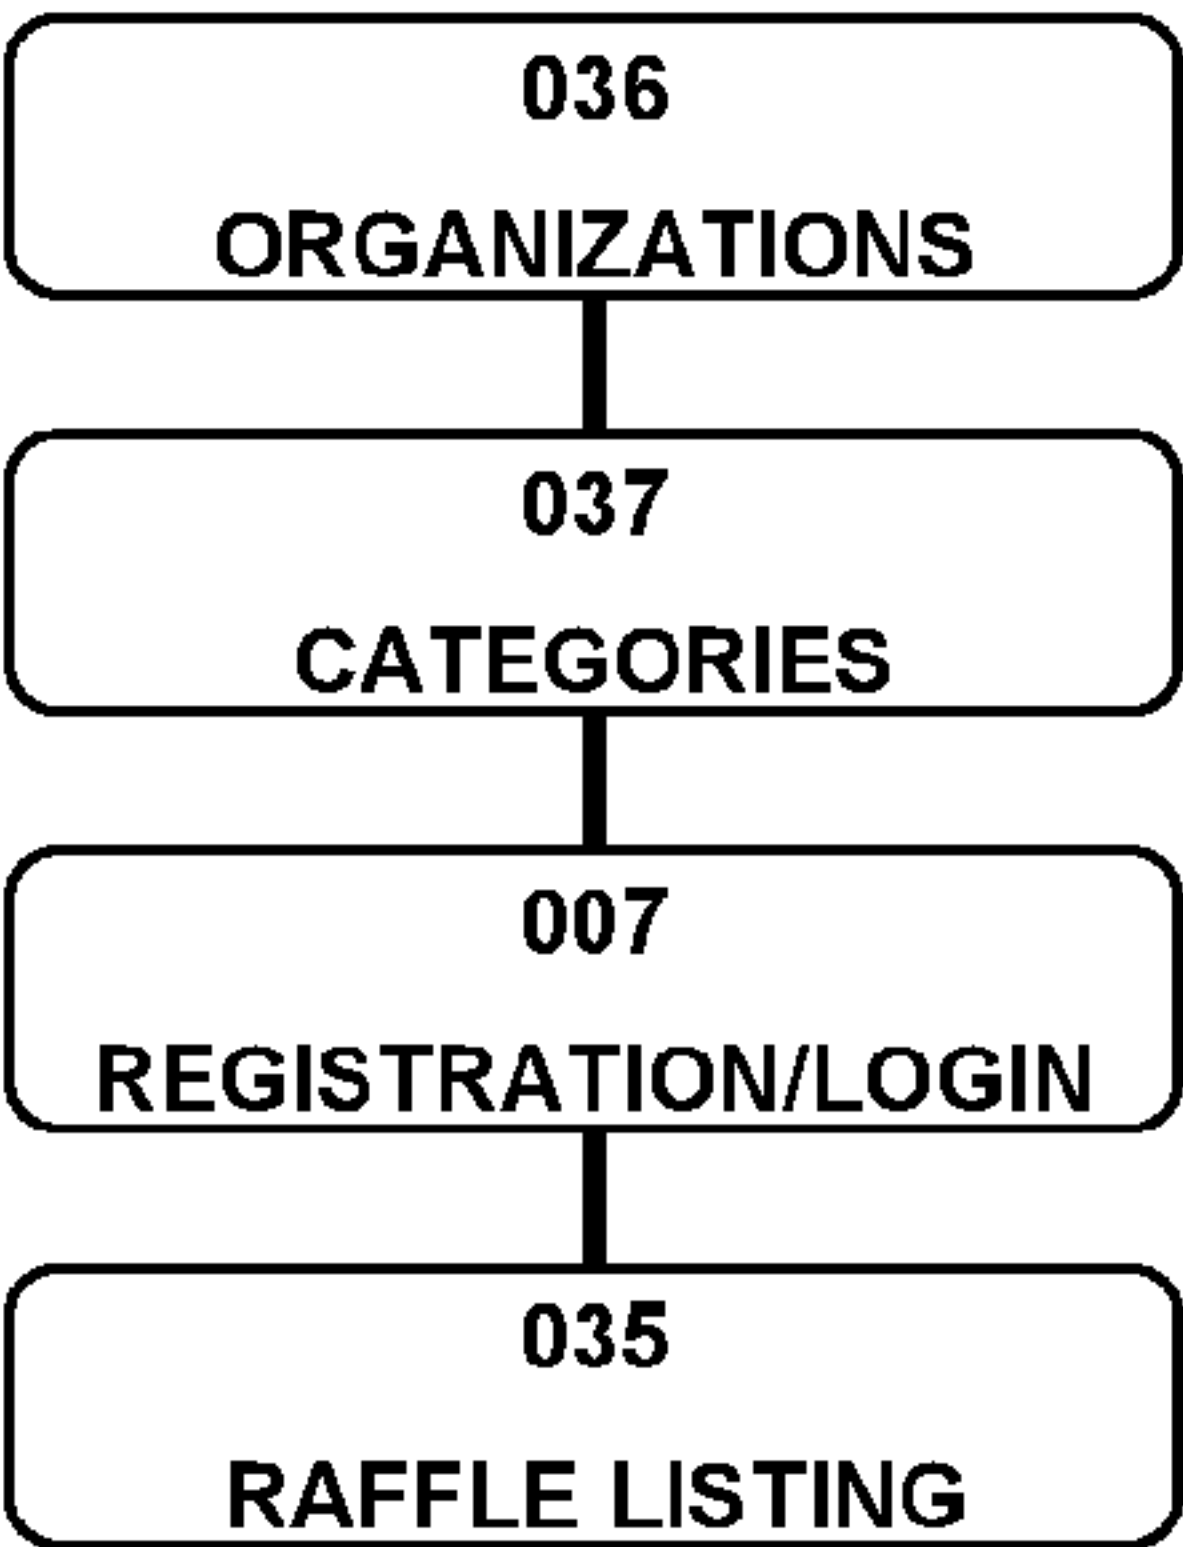 036
ORGANIZATIONS
037
CATEGORIES
007
REGISTRATION/LOGIN
035
RAFFLE LISTING